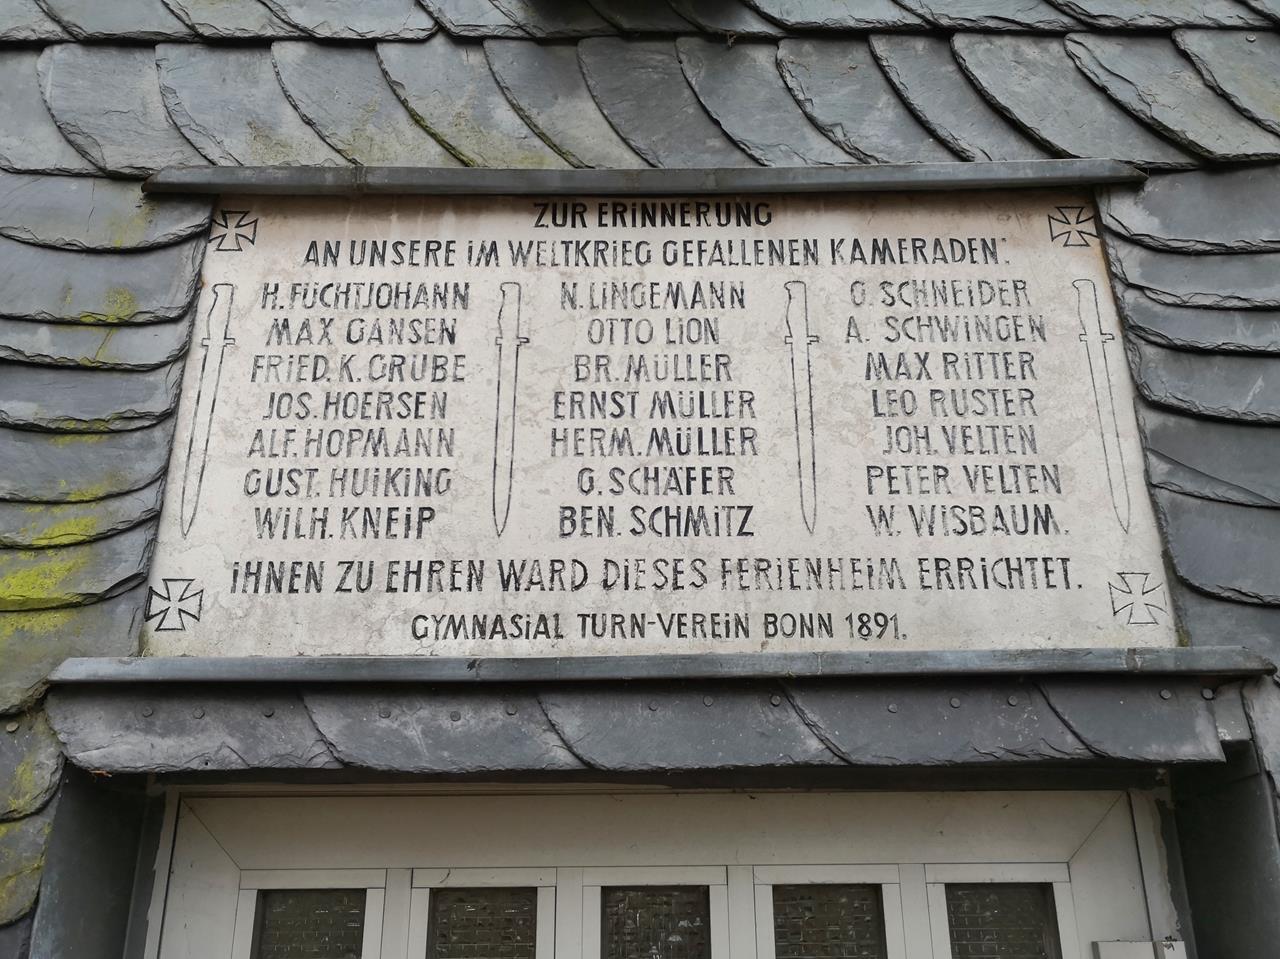 ZUR ERINNERUNG
AN UNSERE IM WELTKRIEG GEFALLENEN KAMERADEN:
H. FÜCHTJOHANN
MAX GANSEN
FRIED. K. GRUBE
JOS. HOERSEN
ALF. HOPMANN
GUST. HUIKING
WILH. KNEIP
N. LINGEMANN
OTTO LION
BR. MÜLLER
ERNST MÜLLER
HERM. MÜLLER
G. SCHÄFER
BEN. SCHMITZ
G. SCHNEIDER
A. SCHWINGEN
MAX RITTER
LEO RUSTER
JOH. VELTEN
PETER VELTEN
W. WISBAUM.
IHNEN ZU EHREN WARD DIESES FERIENHEIM ERRICHTET.
GYMNASIAL TURN-VEREIN BONN 1891.